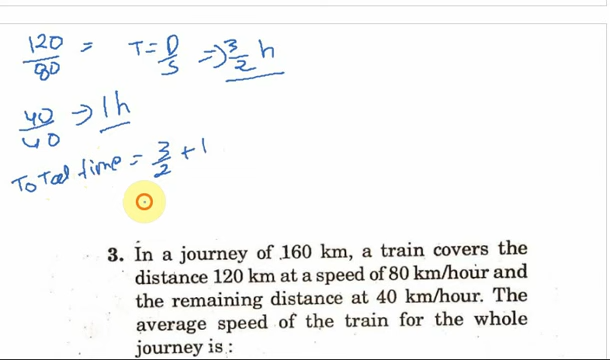 120/80 = T = D/S => 3/2 h
40/40 => 1h
Total time = 3/2 + 1
3. In a journey of 160 km, a train covers the
distance 120 km at a speed of 80 km/hour and
the remaining distance at 40 km/hour. The
average speed of the train for the whole
journey is :